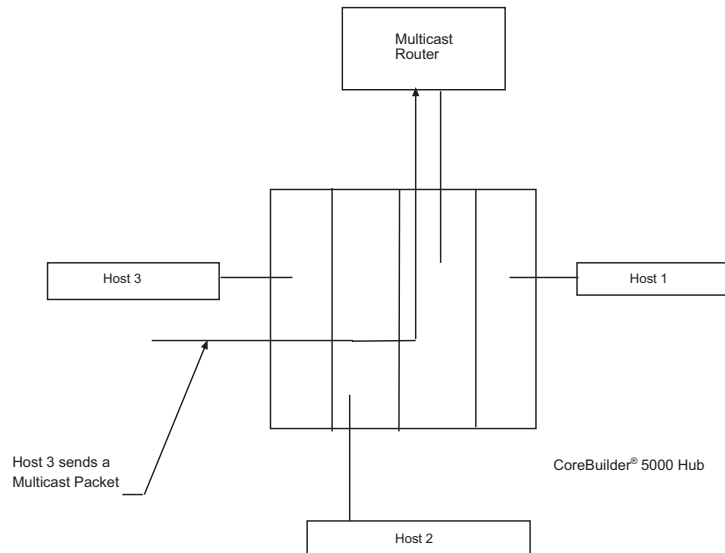 Multicast
Router
Host 3
Host 1
Host 3 sends a
Multicast Packet
CoreBuilder® 5000 Hub
Host 2